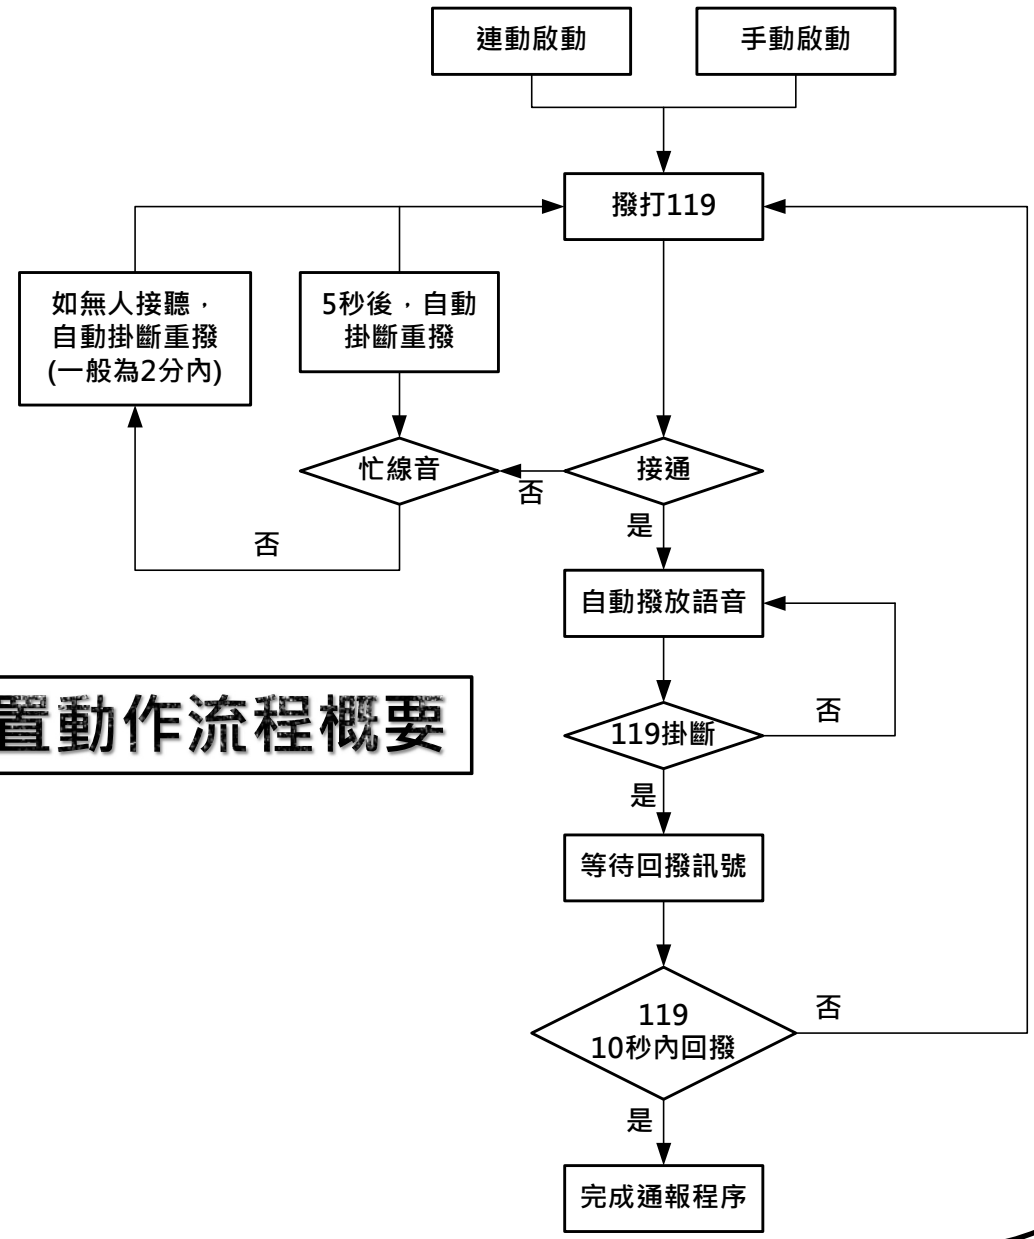 連動啟動
手動啟動
撥打119
如無人接聽，
自動掛斷重撥
(一般為2分內)
5秒後，自動
掛斷重撥
忙線音
否
接通
是
否
自動撥放語音
置動作流程概要
119掛斷
否
是
等待回撥訊號
119
10秒內回撥
否
是
完成通報程序